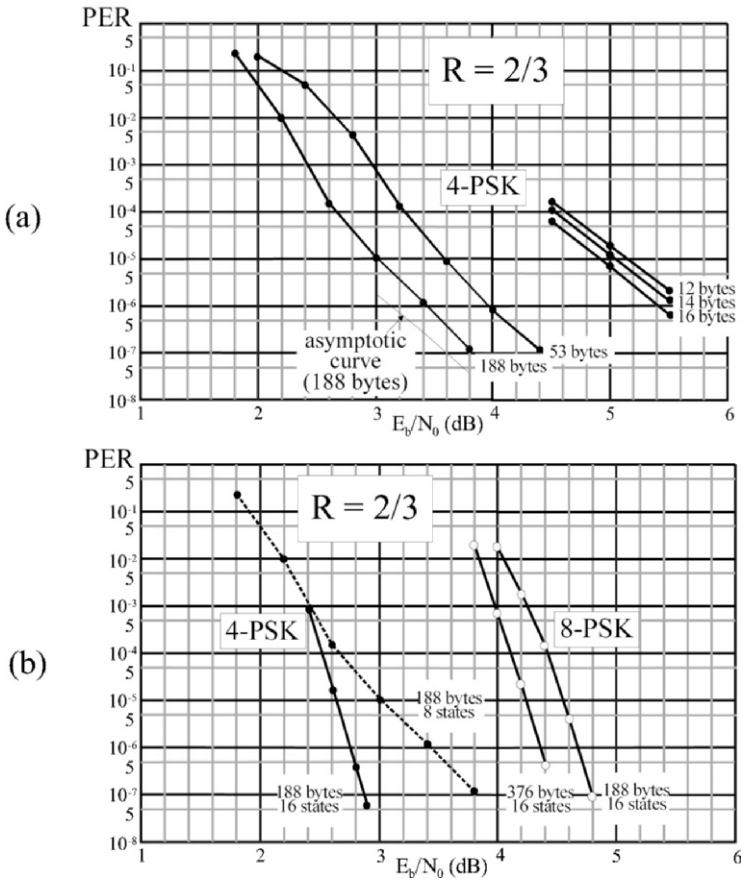 PER
5
10-1
5
10-2
5
10-3
5
10-4
5
10-5
5
10-6
5
10-7
5
10-8
(a)
R = 2/3
4-PSK
12 bytes
14 bytes
16 bytes
asymptotic
curve
(188 bytes)
188 bytes
53 bytes
1 2 3 4 5 6
Eb/N0 (dB)
PER
5
10-1
5
10-2
5
10-3
5
10-4
5
10-5
5
10-6
5
10-7
5
10-8
(b)
R = 2/3
4-PSK
8-PSK
188 bytes
8 states
188 bytes
16 states
376 bytes
16 states
188 bytes
16 states
1 2 3 4 5 6
Eb/N0 (dB)